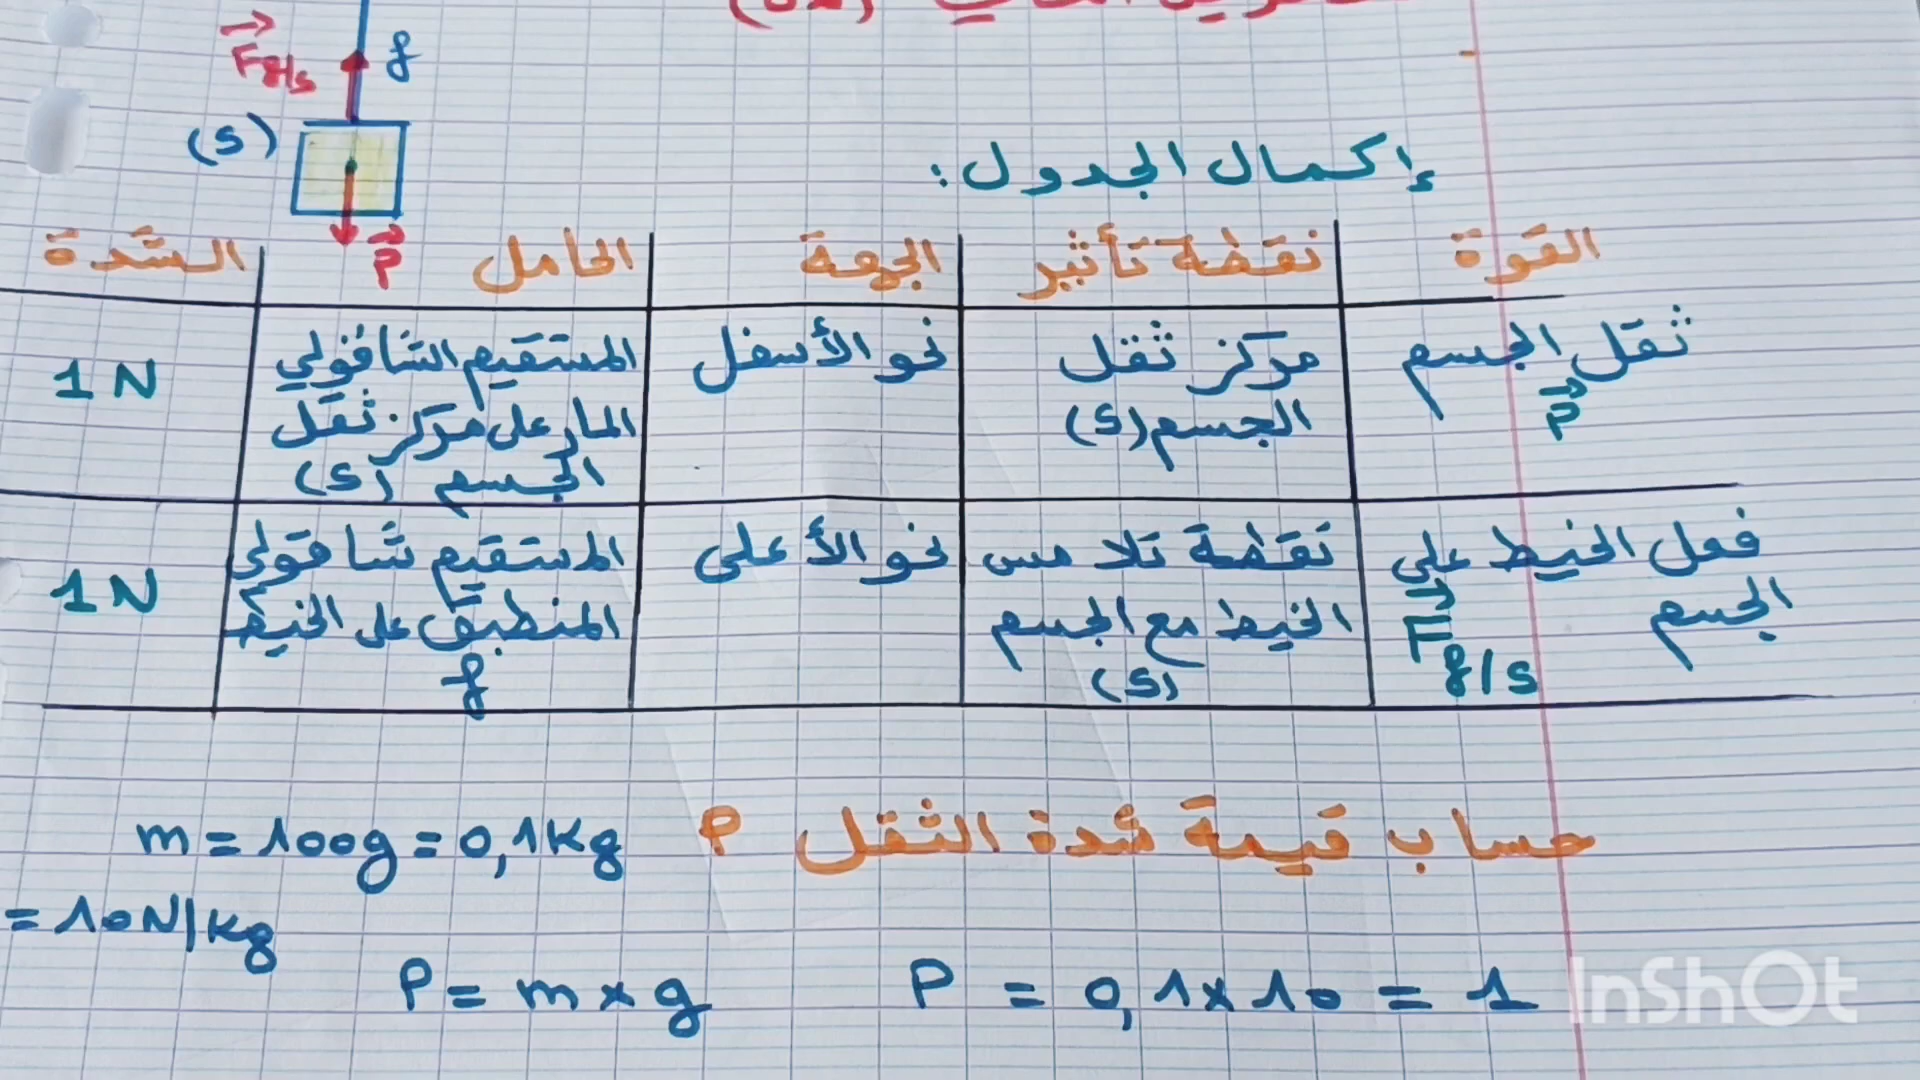 F f/s
f
(S)
P
إكمال الجدول:
القوة نقطة تأثير الجهة الحامل الشدة
ثقل الجسم
P
مركز ثقل
الجسم (S)
نحو الأسفل
المستقيم الشاقولي
المار على مركز ثقل
الجسم (S)
1 N
فعل الخيط على
الجسم
F f/s
نقطة تلامس
الخيط مع الجسم
(S)
نحو الأعلى
المستقيم شاقولي
المنطبق على الخيط
f
1 N
حساب قيمة شدة الثقل P
m = 100g = 0,1Kg
= 10N/Kg
P = m x g
P = 0,1 x 10 = 1
InShOt